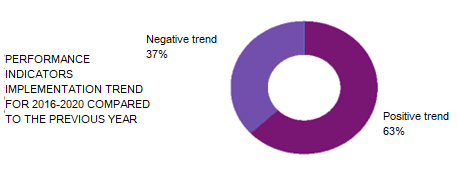 PERFORMANCE
INDICATORS
IMPLEMENTATION TREND
FOR 2016-2020 COMPARED
TO THE PREVIOUS YEAR
Negative trend
37%
Positive trend
63%